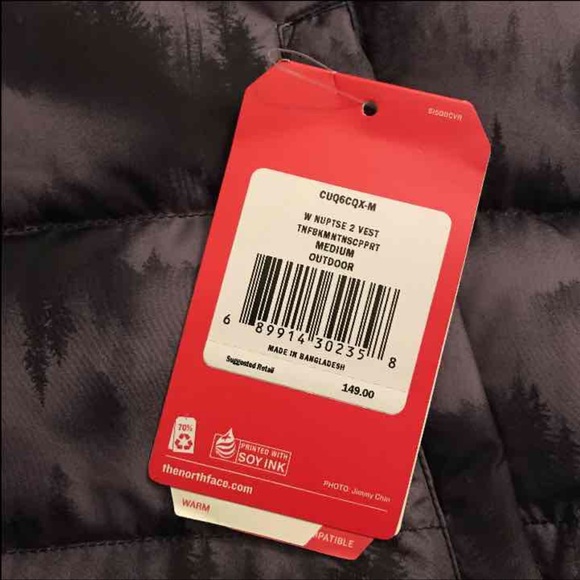 CUQ6CQX-M
W NUPTSE 2 VEST
TNFBKMNTNSCPPRT
MEDIUM
OUTDOOR
6 89914 30235 8
MADE IN BANGLADESH
Suggested Retail
149.00
70%
PRINTED WITH
SOY INK
thenorthface.com
PHOTO: Jimmy Chin
WARM